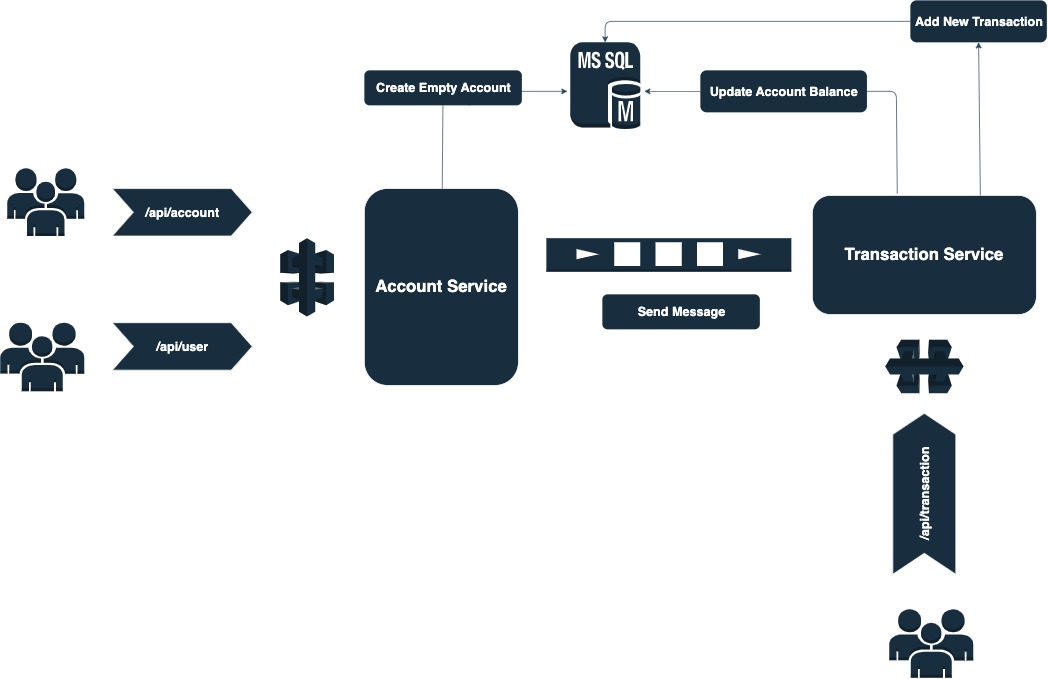 Add New Transaction
MS SQL
M
Create Empty Account
Update Account Balance
/api/account
Account Service
Transaction Service
Send Message
/api/user
/api/transaction